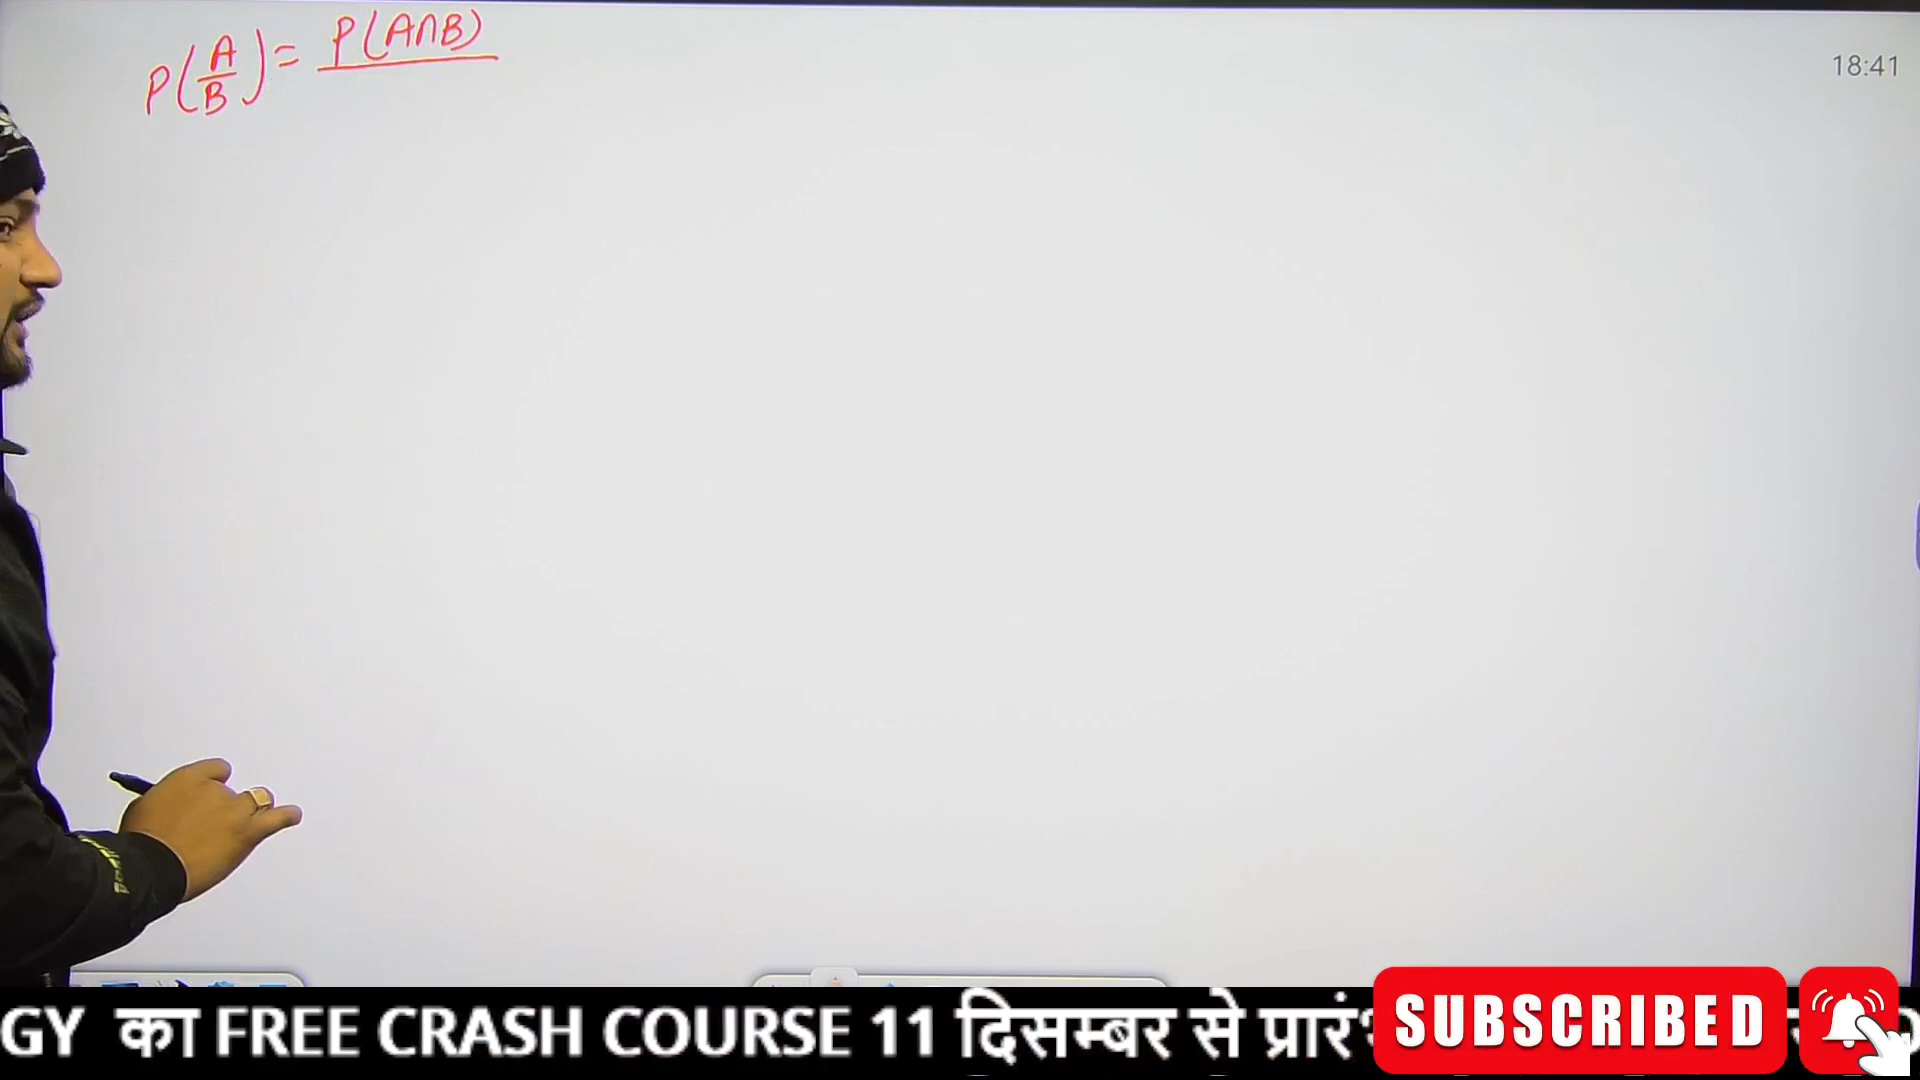 P(A/B) = P(A∩B)
18:41
GY का FREE CRASH COURSE 11 दिसम्बर से
SUBSCRIBED